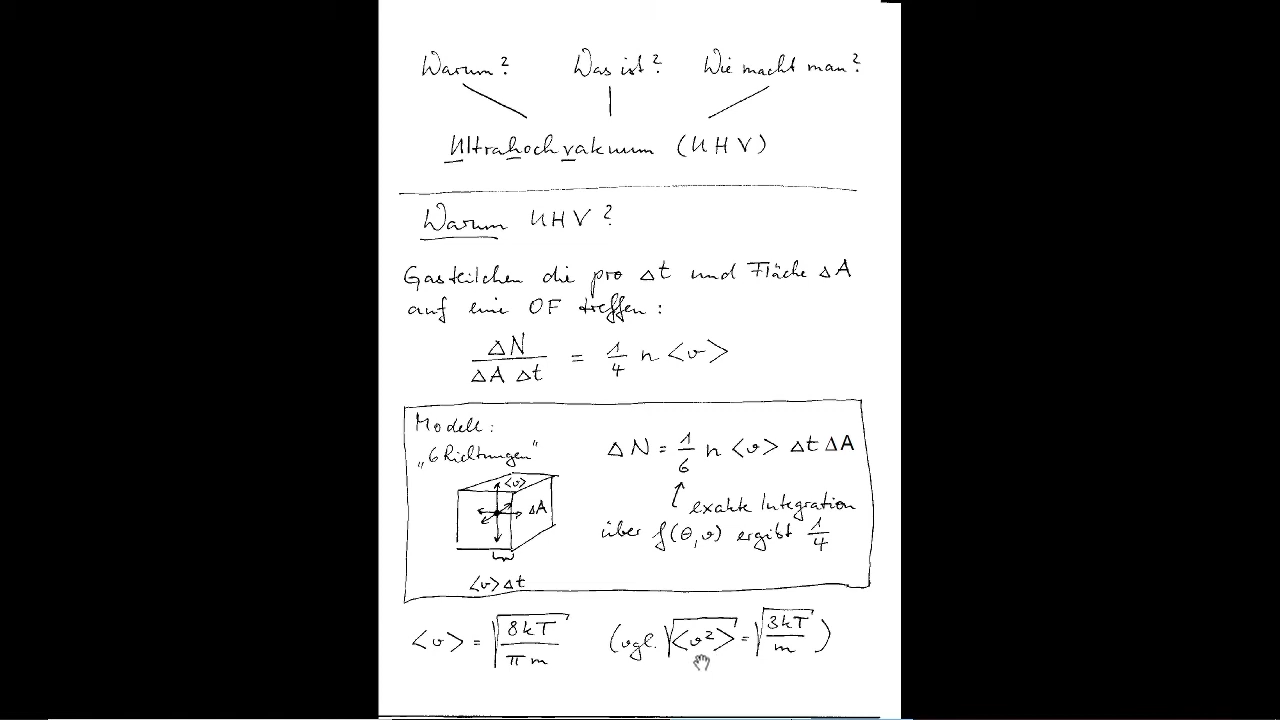 Warum? Was ist? Wie macht man?
Ultrahochvakuum (UHV)
Warum UHV?
Gasteilchen die pro Δt und Fläche ΔA
auf eine OF treffen:
ΔN / ΔA Δt = 1/4 n <v>
Modell:
„6 Richtungen"
<v>
ΔA
<v> Δt
ΔN = 1/6 n <v> Δt ΔA
exakte Integration
über f(θ,v) ergibt 1/4
<v> = √(8kT / πm) (vgl. √<v²> = √(3kT / m))